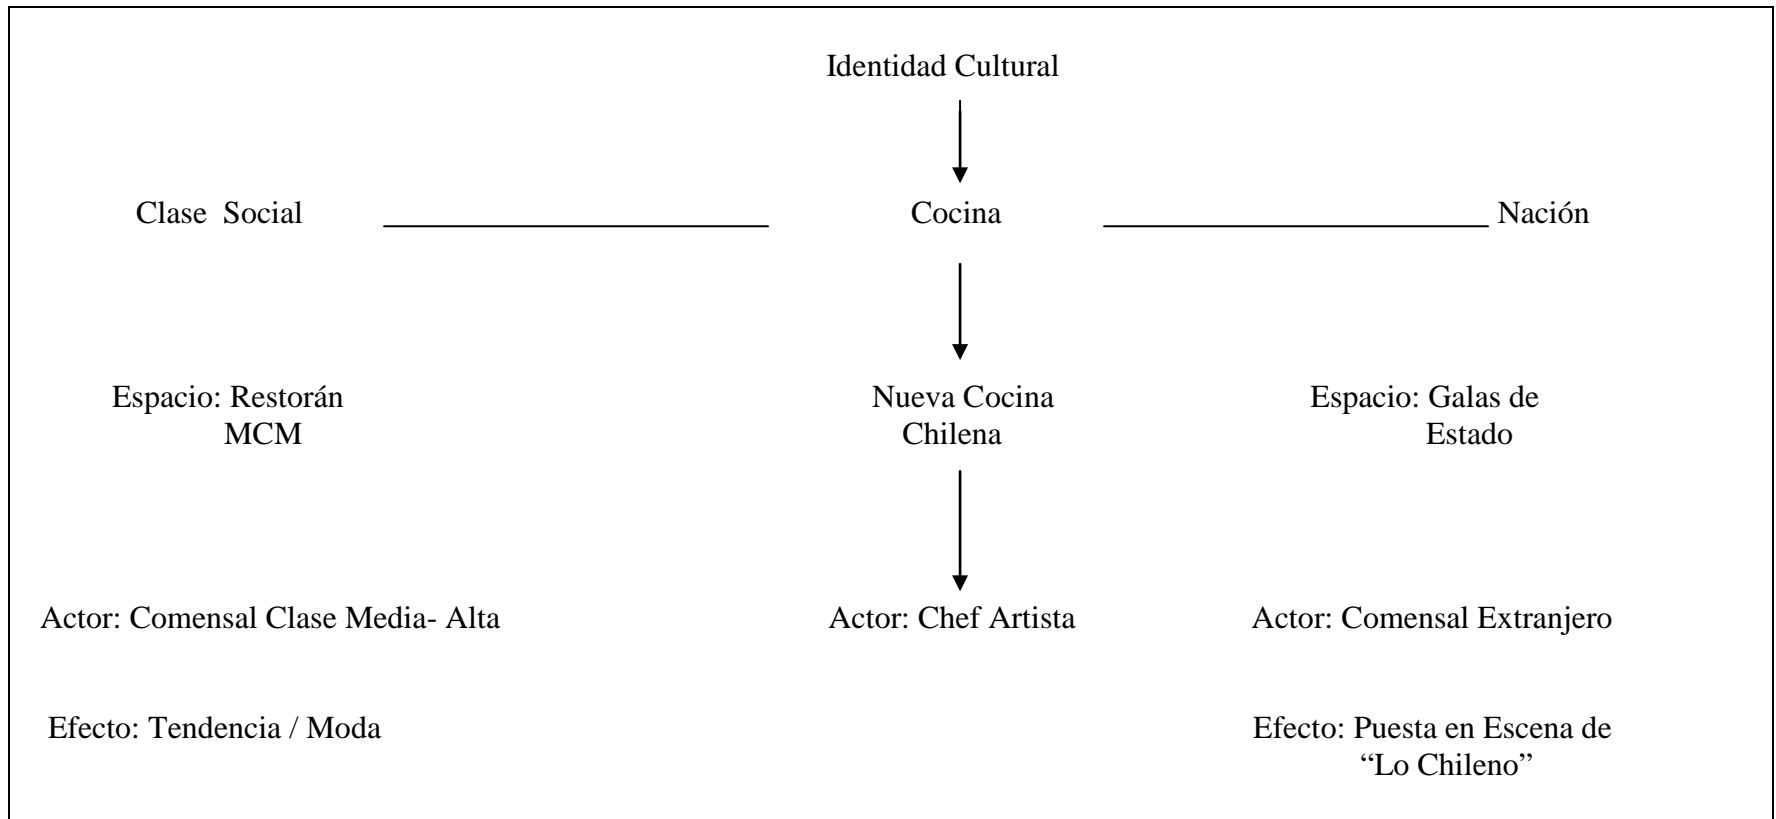 Identidad Cultural
Clase Social
Cocina
Nación
Espacio: Restorán
MCM
Nueva Cocina
Chilena
Espacio: Galas de
Estado
Actor: Comensal Clase Media- Alta
Actor: Chef Artista
Actor: Comensal Extranjero
Efecto: Tendencia / Moda
Efecto: Puesta en Escena de
“Lo Chileno”